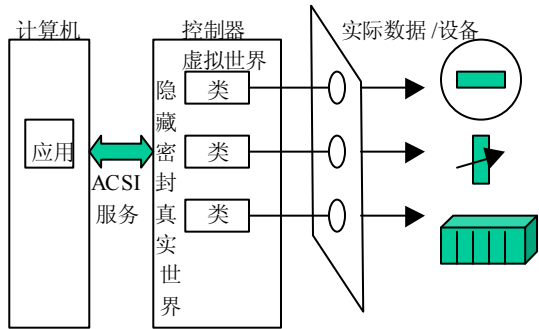 计算机
控制器
实际数据/设备
虚拟世界
隐藏密封真实世界
类
类
类
应用
ACSI
服务